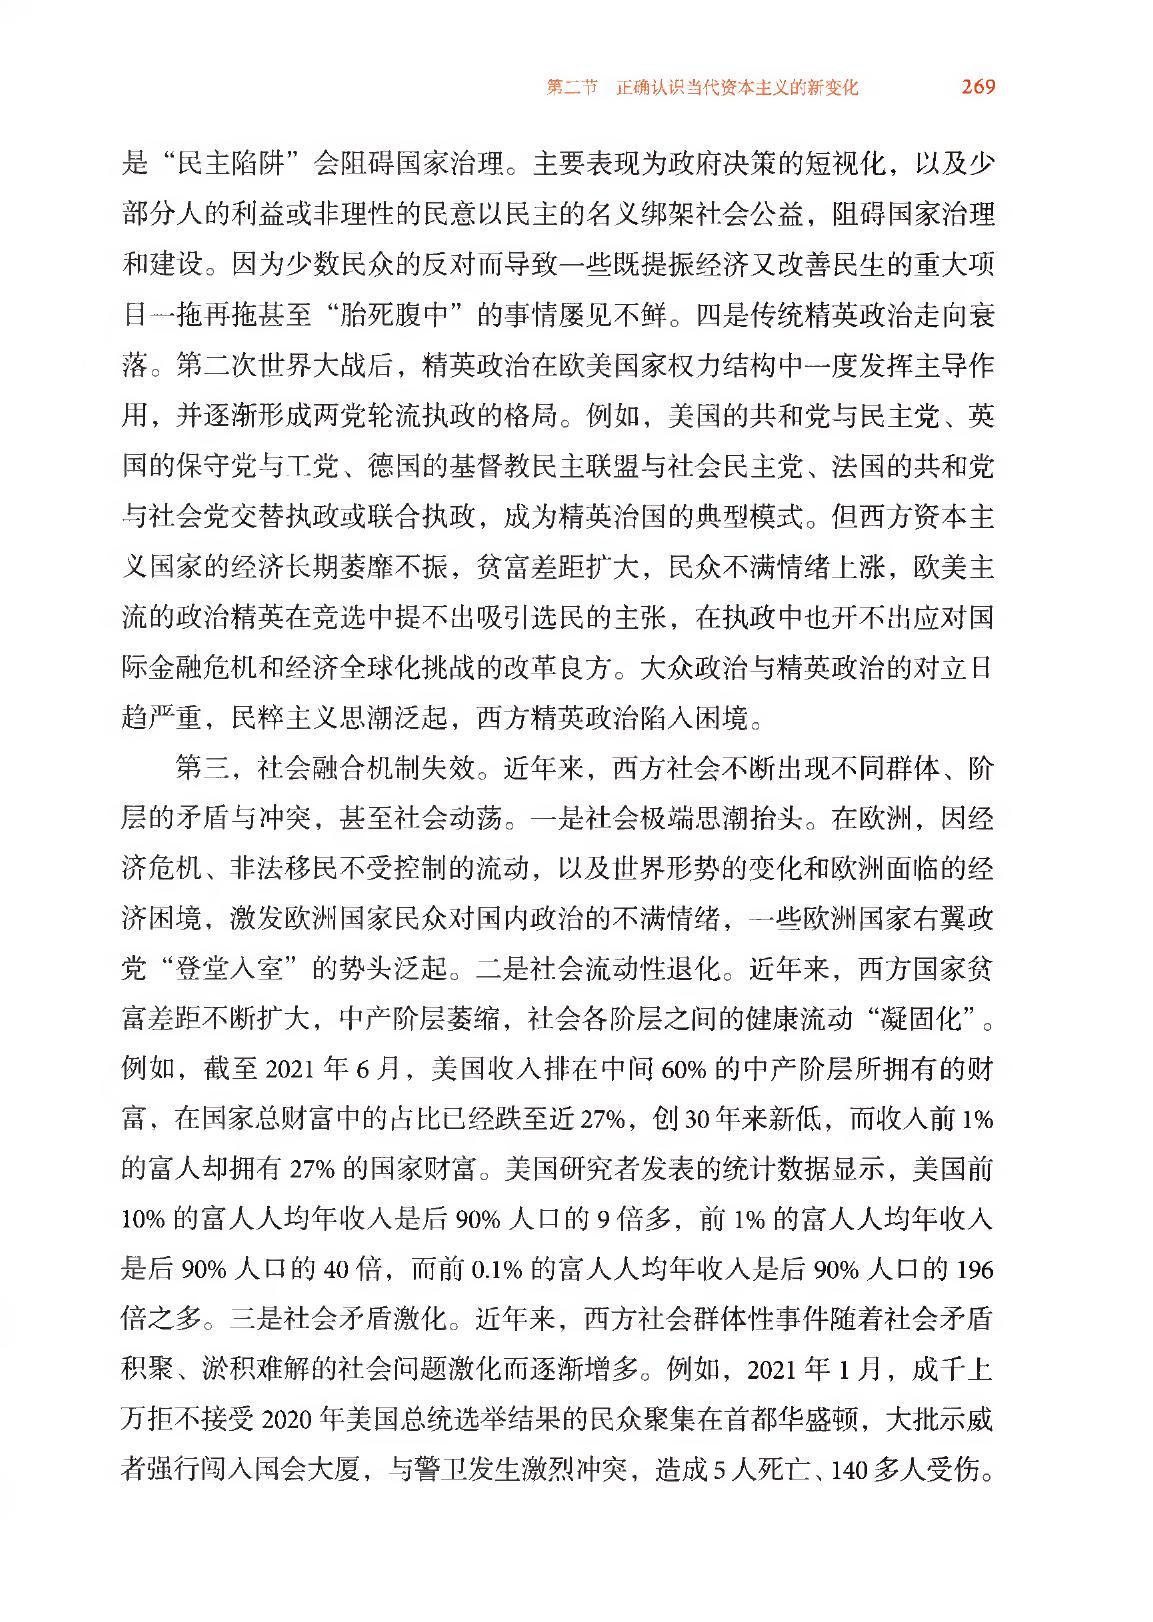 第二节 正确认识当代资本主义的新变化 269
是“民主陷阱”会阻碍国家治理。主要表现为政府决策的短视化，以及少
部分人的利益或非理性的民意以民主的名义绑架社会公益，阻碍国家治理
和建设。因为少数民众的反对而导致一些既提振经济又改善民生的重大项
目一拖再拖甚至“胎死腹中”的事情屡见不鲜。四是传统精英政治走向衰
落。第二次世界大战后，精英政治在欧美国家权力结构中一度发挥主导作
用，并逐渐形成两党轮流执政的格局。例如，美国的共和党与民主党、英
国的保守党与工党、德国的基督教民主联盟与社会民主党、法国的共和党
与社会党交替执政或联合执政，成为精英治国的典型模式。但西方资本主
义国家的经济长期萎靡不振，贫富差距扩大，民众不满情绪上涨，欧美主
流的政治精英在竞选中提不出吸引选民的主张，在执政中也开不出应对国
际金融危机和经济全球化挑战的改革良方。大众政治与精英政治的对立日
趋严重，民粹主义思潮泛起，西方精英政治陷入困境。
第三，社会融合机制失效。近年来，西方社会不断出现不同群体、阶
层的矛盾与冲突，甚至社会动荡。一是社会极端思潮抬头。在欧洲，因经
济危机、非法移民不受控制的流动，以及世界形势的变化和欧洲面临的经
济困境，激发欧洲国家民众对国内政治的不满情绪，一些欧洲国家右翼政
党“登堂入室”的势头泛起。二是社会流动性退化。近年来，西方国家贫
富差距不断扩大，中产阶层萎缩，社会各阶层之间的健康流动“凝固化”。
例如，截至 2021 年 6 月，美国收入排在中间 60% 的中产阶层所拥有的财
富，在国家总财富中的占比已经跌至近 27%，创 30 年来新低，而收入前 1%
的富人却拥有 27% 的国家财富。美国研究者发表的统计数据显示，美国前
10% 的富人人均年收入是后 90% 人口的 9 倍多，前 1% 的富人人均年收入
是后 90% 人口的 40 倍，而前 0.1% 的富人人均年收入是后 90% 人口的 196
倍之多。三是社会矛盾激化。近年来，西方社会群体性事件随着社会矛盾
积聚、淤积难解的社会问题激化而逐渐增多。例如，2021 年 1 月，成千上
万拒不接受 2020 年美国总统选举结果的民众聚集在首都华盛顿，大批示威
者强行闯入国会大厦，与警卫发生激烈冲突，造成 5 人死亡、140 多人受伤。